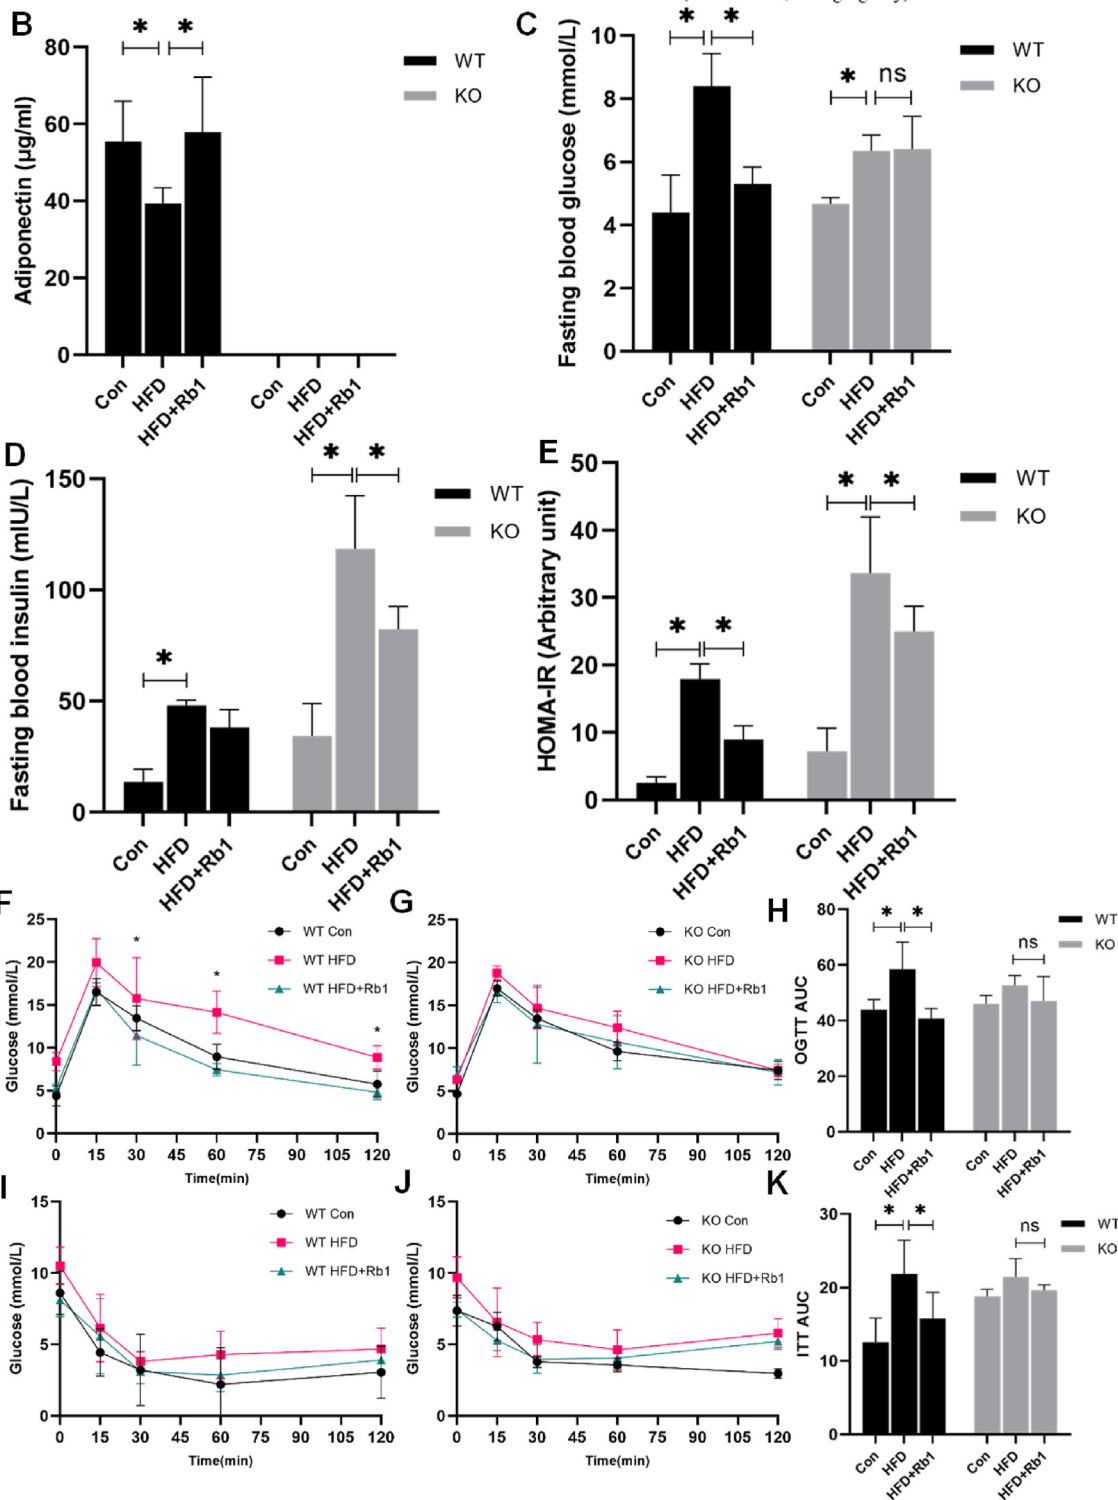 B
Adiponectin (µg/ml)
80
60
40
20
0
* *
WT
KO
Con HFD HFD+Rb1 Con HFD HFD+Rb1
C
Fasting blood glucose (mmol/L)
10
8
6
4
2
0
* *
* ns
WT
KO
Con HFD HFD+Rb1 Con HFD HFD+Rb1
D
Fasting blood insulin (mIU/L)
150
100
50
0
*
* *
WT
KO
Con HFD HFD+Rb1 Con HFD HFD+Rb1
E
HOMA-IR (Arbitrary unit)
50
40
30
20
10
0
* *
* *
WT
KO
Con HFD HFD+Rb1 Con HFD HFD+Rb1
F
Glucose (mmol/L)
25
20
15
10
5
0
* * *
WT Con
WT HFD
WT HFD+Rb1
0 15 30 45 60 75 90 105 120
Time(min)
G
Glucose (mmol/L)
25
20
15
10
5
0
KO Con
KO HFD
KO HFD+Rb1
0 15 30 45 60 75 90 105 120
Time(min)
H
OGTT AUC
80
60
40
20
0
* *
ns
WT
KO
Con HFD HFD+Rb1 Con HFD HFD+Rb1
I
Glucose (mmol/L)
15
10
5
0
WT Con
WT HFD
WT HFD+Rb1
0 15 30 45 60 75 90 105 120
Time(min)
J
Glucose (mmol/L)
15
10
5
0
KO Con
KO HFD
KO HFD+Rb1
0 15 30 45 60 75 90 105 120
Time(min)
K
ITT AUC
30
20
10
0
* *
ns
WT
KO
Con HFD HFD+Rb1 Con HFD HFD+Rb1